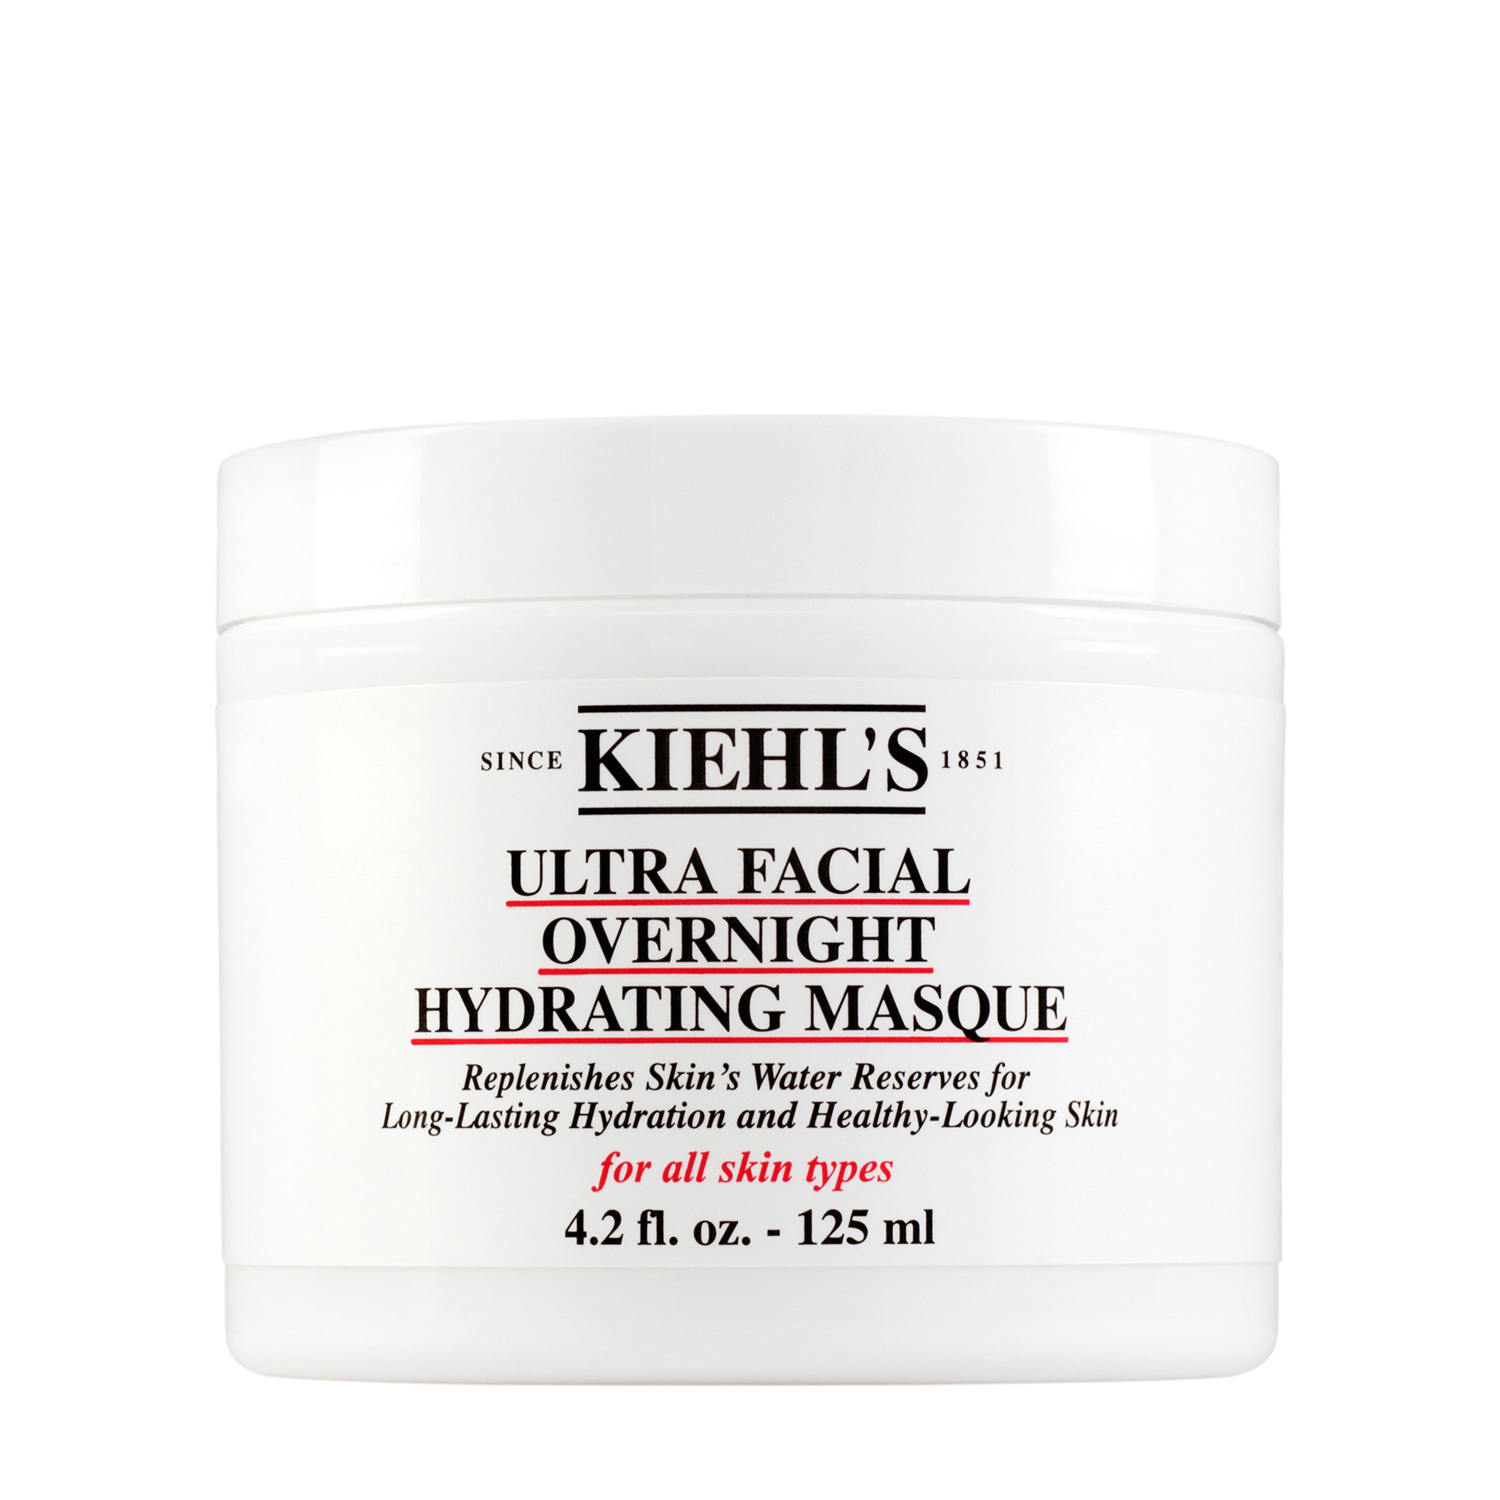 SINCE KIEHL'S 1851
ULTRA FACIAL
OVERNIGHT
HYDRATING MASQUE
Replenishes Skin's Water Reserves for
Long-Lasting Hydration and Healthy-Looking Skin
for all skin types
4.2 fl. oz. - 125 ml